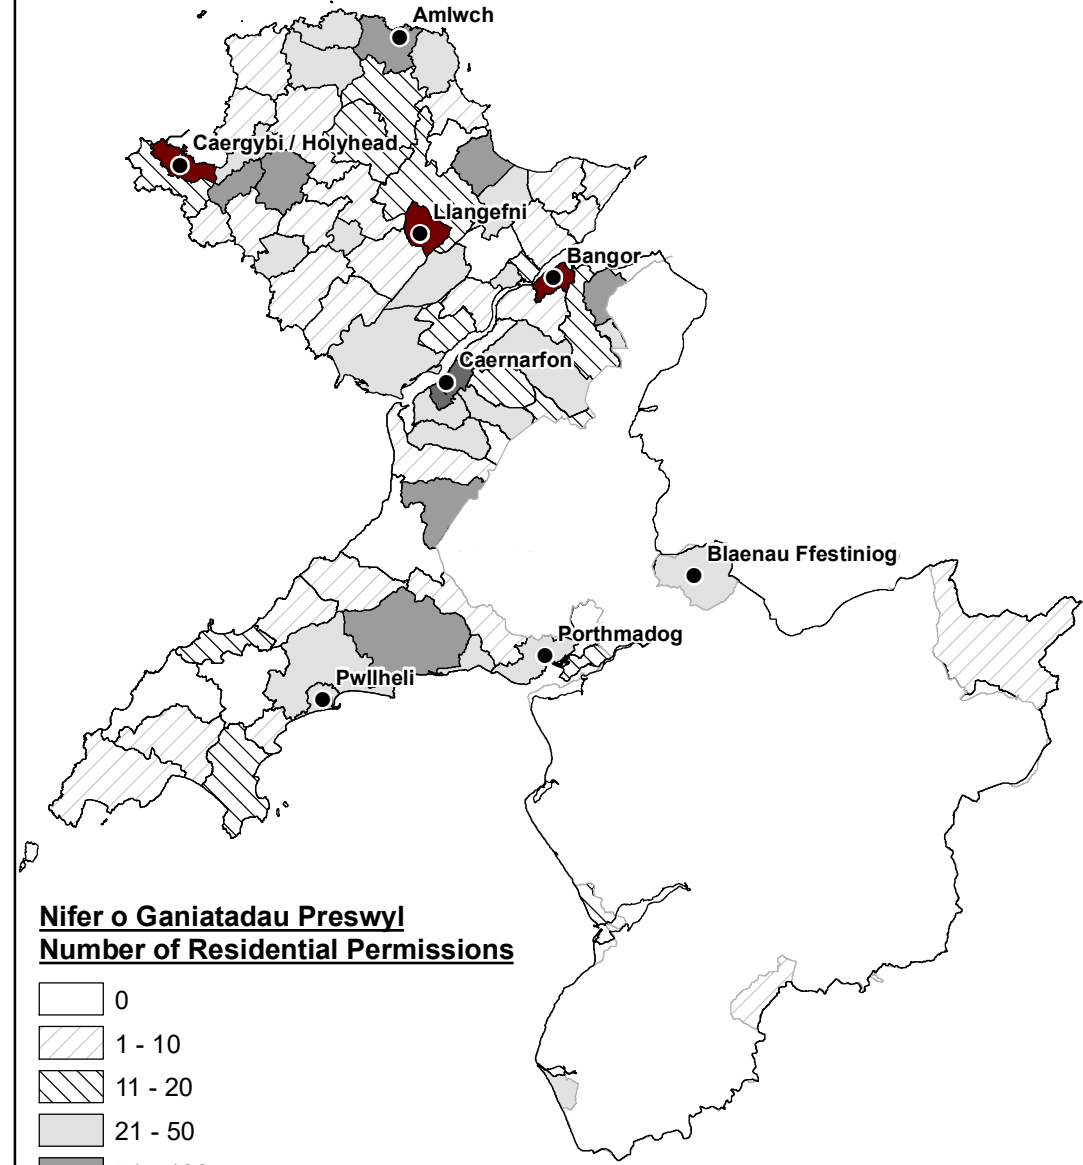 Amlwch
Caergybi / Holyhead
Llangefni
Bangor
Caernarfon
Blaenau Ffestiniog
Porthmadog
Pwllheli
Nifer o Ganiatadau Preswyl
Number of Residential Permissions
0
1 - 10
11 - 20
21 - 50